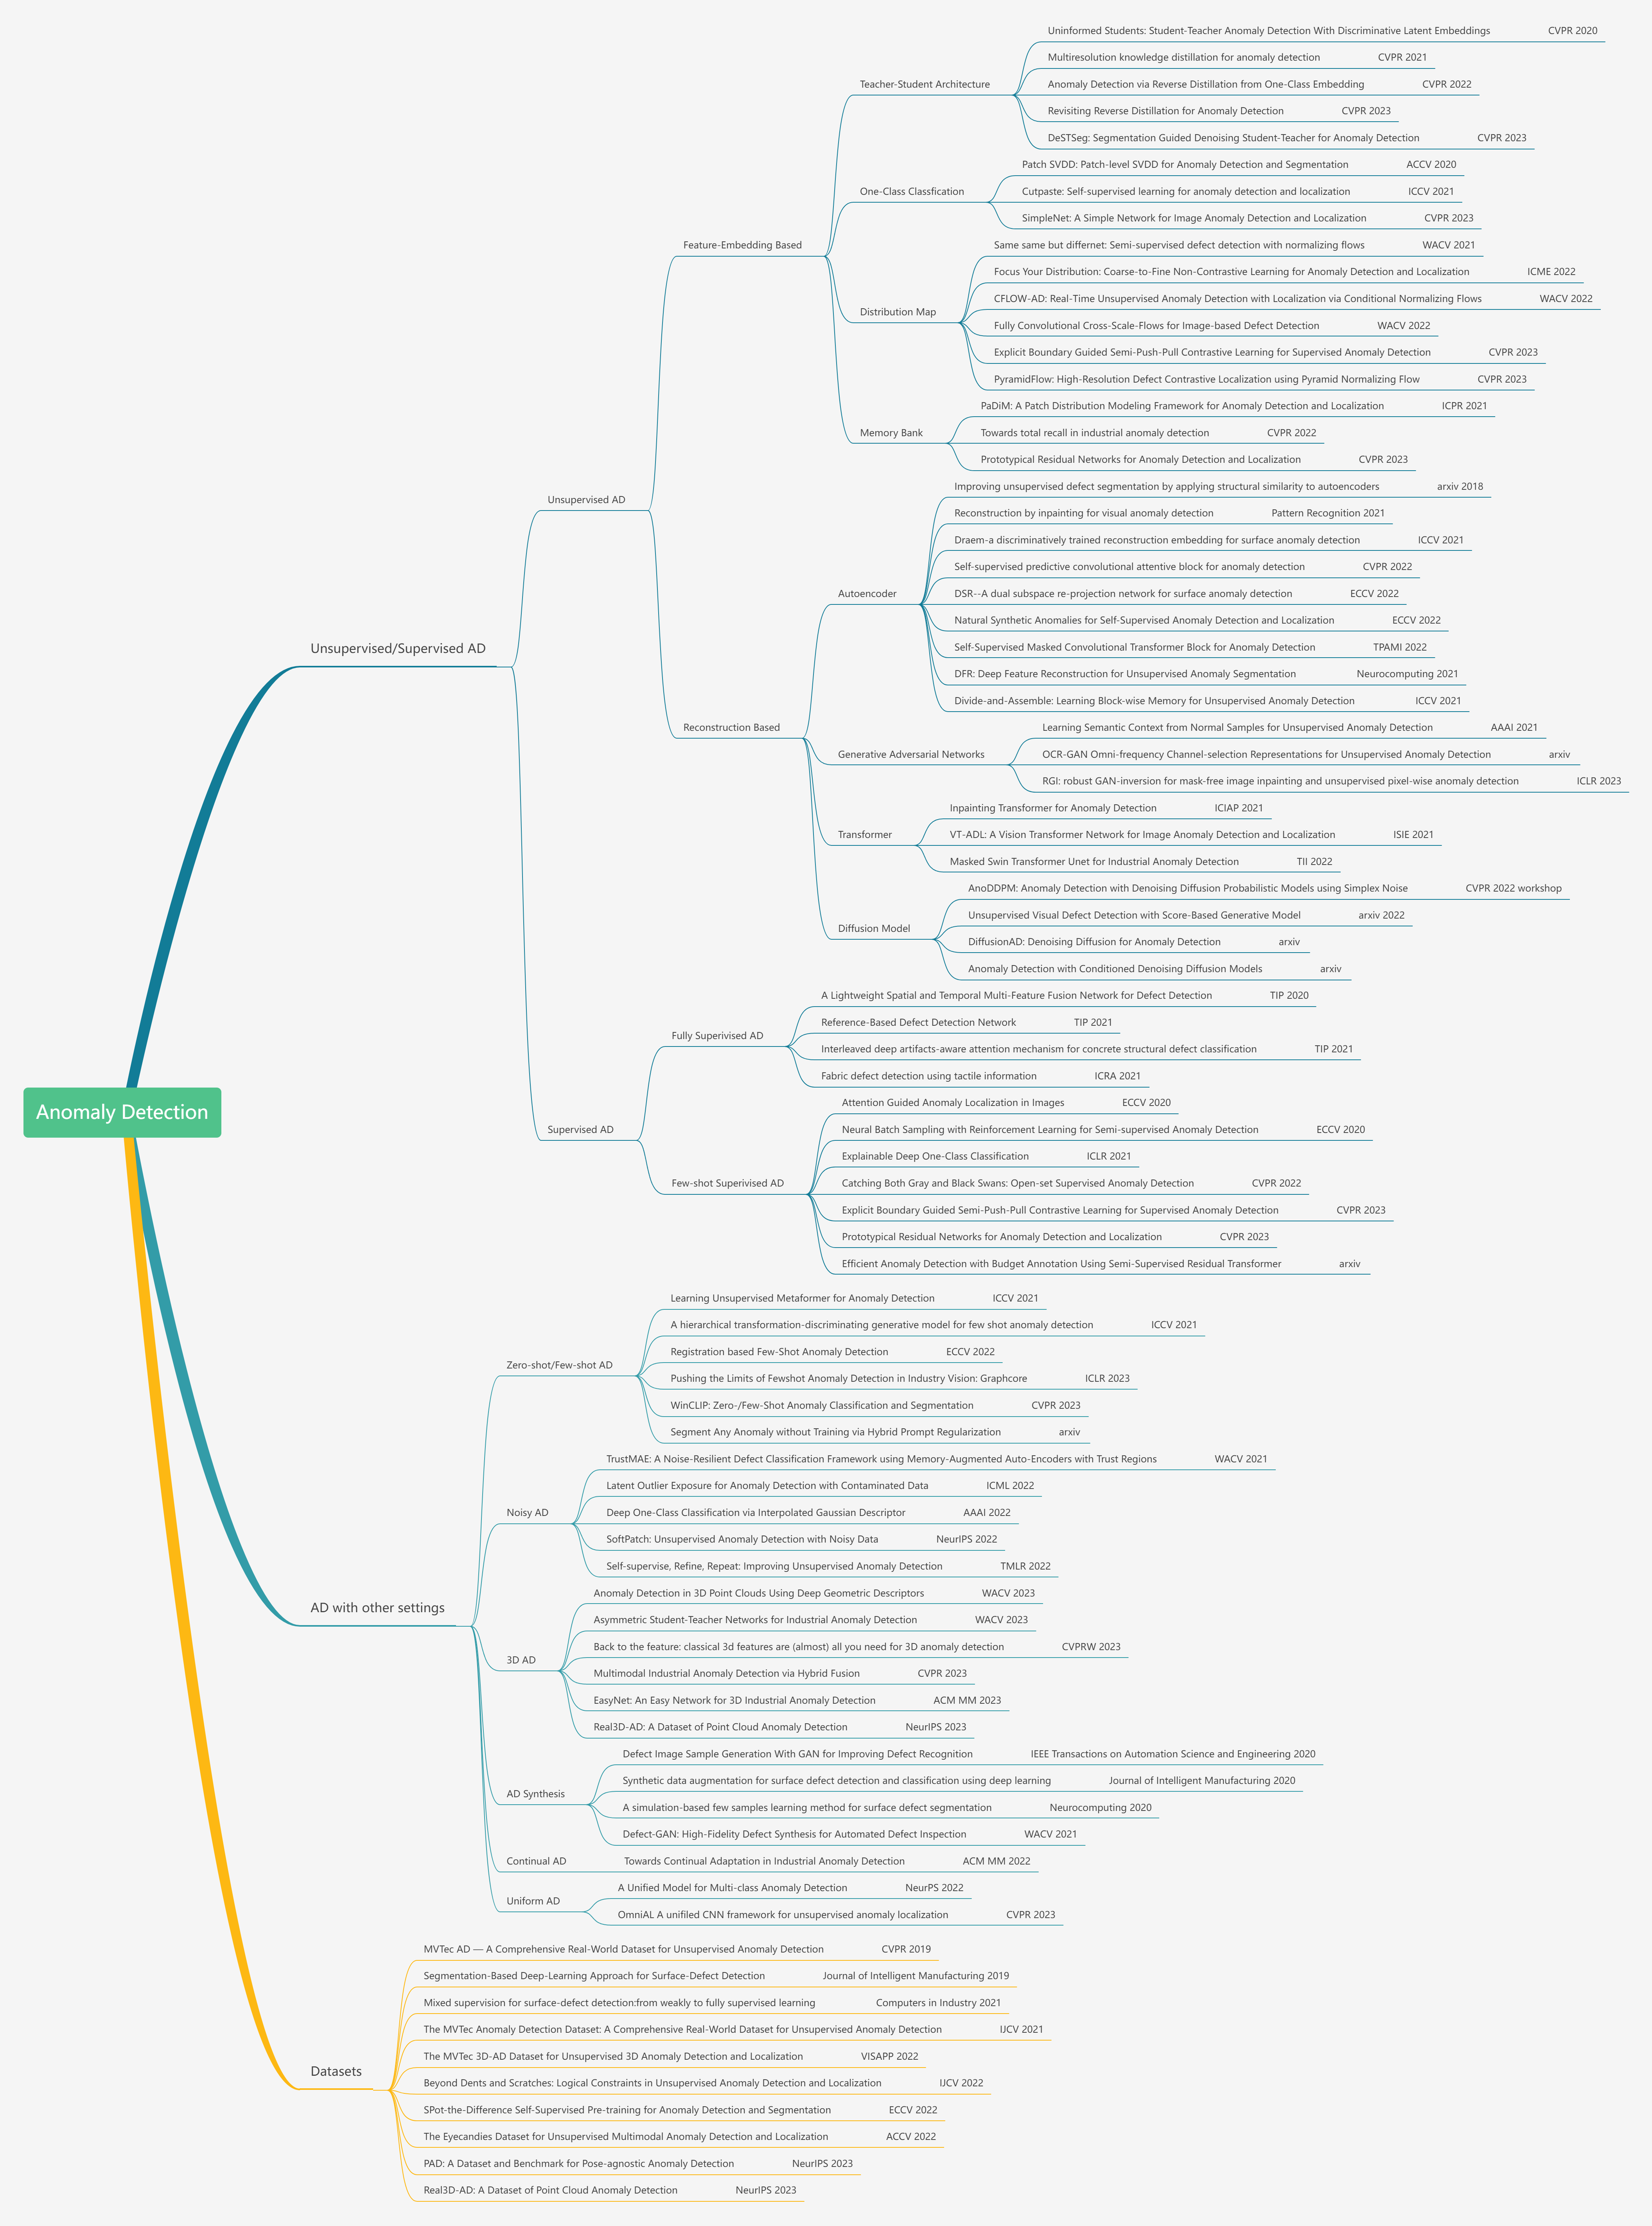 Uninformed Students: Student-Teacher Anomaly Detection With Discriminative Latent Embeddings CVPR 2020
Multiresolution knowledge distillation for anomaly detection CVPR 2021
Teacher-Student Architecture
Anomaly Detection via Reverse Distillation from One-Class Embedding CVPR 2022
Revisiting Reverse Distillation for Anomaly Detection CVPR 2023
DeSTSeg: Segmentation Guided Denoising Student-Teacher for Anomaly Detection CVPR 2023
Patch SVDD: Patch-level SVDD for Anomaly Detection and Segmentation ACCV 2020
One-Class Classfication
Cutpaste: Self-supervised learning for anomaly detection and localization ICCV 2021
SimpleNet: A Simple Network for Image Anomaly Detection and Localization CVPR 2023
Feature-Embedding Based
Same same but differnet: Semi-supervised defect detection with normalizing flows WACV 2021
Focus Your Distribution: Coarse-to-Fine Non-Contrastive Learning for Anomaly Detection and Localization ICME 2022
CFLOW-AD: Real-Time Unsupervised Anomaly Detection with Localization via Conditional Normalizing Flows WACV 2022
Distribution Map
Fully Convolutional Cross-Scale-Flows for Image-based Defect Detection WACV 2022
Explicit Boundary Guided Semi-Push-Pull Contrastive Learning for Supervised Anomaly Detection CVPR 2023
PyramidFlow: High-Resolution Defect Contrastive Localization using Pyramid Normalizing Flow CVPR 2023
PaDiM: A Patch Distribution Modeling Framework for Anomaly Detection and Localization ICPR 2021
Memory Bank
Towards total recall in industrial anomaly detection CVPR 2022
Prototypical Residual Networks for Anomaly Detection and Localization CVPR 2023
Unsupervised AD
Improving unsupervised defect segmentation by applying structural similarity to autoencoders arxiv 2018
Reconstruction by inpainting for visual anomaly detection Pattern Recognition 2021
Draem-a discriminatively trained reconstruction embedding for surface anomaly detection ICCV 2021
Self-supervised predictive convolutional attentive block for anomaly detection CVPR 2022
Autoencoder
DSR--A dual subspace re-projection network for surface anomaly detection ECCV 2022
Natural Synthetic Anomalies for Self-Supervised Anomaly Detection and Localization ECCV 2022
Self-Supervised Masked Convolutional Transformer Block for Anomaly Detection TPAMI 2022
DFR: Deep Feature Reconstruction for Unsupervised Anomaly Segmentation Neurocomputing 2021
Divide-and-Assemble: Learning Block-wise Memory for Unsupervised Anomaly Detection ICCV 2021
Unsupervised/Supervised AD
Reconstruction Based
Learning Semantic Context from Normal Samples for Unsupervised Anomaly Detection AAAI 2021
Generative Adversarial Networks
OCR-GAN Omni-frequency Channel-selection Representations for Unsupervised Anomaly Detection arxiv
RGI: robust GAN-inversion for mask-free image inpainting and unsupervised pixel-wise anomaly detection ICLR 2023
Inpainting Transformer for Anomaly Detection ICIAP 2021
Transformer
VT-ADL: A Vision Transformer Network for Image Anomaly Detection and Localization ISIE 2021
Masked Swin Transformer Unet for Industrial Anomaly Detection TII 2022
AnoDDPM: Anomaly Detection with Denoising Diffusion Probabilistic Models using Simplex Noise CVPR 2022 workshop
Unsupervised Visual Defect Detection with Score-Based Generative Model arxiv 2022
Diffusion Model
DiffusionAD: Denoising Diffusion for Anomaly Detection arxiv
Anomaly Detection with Conditioned Denoising Diffusion Models arxiv
A Lightweight Spatial and Temporal Multi-Feature Fusion Network for Defect Detection TIP 2020
Reference-Based Defect Detection Network TIP 2021
Fully Superivised AD
Interleaved deep artifacts-aware attention mechanism for concrete structural defect classification TIP 2021
Fabric defect detection using tactile information ICRA 2021
Supervised AD
Attention Guided Anomaly Localization in Images ECCV 2020
Neural Batch Sampling with Reinforcement Learning for Semi-supervised Anomaly Detection ECCV 2020
Explainable Deep One-Class Classification ICLR 2021
Few-shot Superivised AD
Catching Both Gray and Black Swans: Open-set Supervised Anomaly Detection CVPR 2022
Explicit Boundary Guided Semi-Push-Pull Contrastive Learning for Supervised Anomaly Detection CVPR 2023
Prototypical Residual Networks for Anomaly Detection and Localization CVPR 2023
Efficient Anomaly Detection with Budget Annotation Using Semi-Supervised Residual Transformer arxiv
Anomaly Detection
Learning Unsupervised Metaformer for Anomaly Detection ICCV 2021
A hierarchical transformation-discriminating generative model for few shot anomaly detection ICCV 2021
Zero-shot/Few-shot AD
Registration based Few-Shot Anomaly Detection ECCV 2022
Pushing the Limits of Fewshot Anomaly Detection in Industry Vision: Graphcore ICLR 2023
WinCLIP: Zero-/Few-Shot Anomaly Classification and Segmentation CVPR 2023
Segment Any Anomaly without Training via Hybrid Prompt Regularization arxiv
TrustMAE: A Noise-Resilient Defect Classification Framework using Memory-Augmented Auto-Encoders with Trust Regions WACV 2021
Latent Outlier Exposure for Anomaly Detection with Contaminated Data ICML 2022
Noisy AD
Deep One-Class Classification via Interpolated Gaussian Descriptor AAAI 2022
SoftPatch: Unsupervised Anomaly Detection with Noisy Data NeurIPS 2022
Self-supervise, Refine, Repeat: Improving Unsupervised Anomaly Detection TMLR 2022
AD with other settings
Anomaly Detection in 3D Point Clouds Using Deep Geometric Descriptors WACV 2023
Asymmetric Student-Teacher Networks for Industrial Anomaly Detection WACV 2023
Back to the feature: classical 3d features are (almost) all you need for 3D anomaly detection CVPRW 2023
3D AD
Multimodal Industrial Anomaly Detection via Hybrid Fusion CVPR 2023
EasyNet: An Easy Network for 3D Industrial Anomaly Detection ACM MM 2023
Real3D-AD: A Dataset of Point Cloud Anomaly Detection NeurIPS 2023
Defect Image Sample Generation With GAN for Improving Defect Recognition IEEE Transactions on Automation Science and Engineering 2020
Synthetic data augmentation for surface defect detection and classification using deep learning Journal of Intelligent Manufacturing 2020
AD Synthesis
A simulation-based few samples learning method for surface defect segmentation Neurocomputing 2020
Defect-GAN: High-Fidelity Defect Synthesis for Automated Defect Inspection WACV 2021
Continual AD
Towards Continual Adaptation in Industrial Anomaly Detection ACM MM 2022
A Unified Model for Multi-class Anomaly Detection NeurPS 2022
Uniform AD
OmniAL A unifiled CNN framework for unsupervised anomaly localization CVPR 2023
MVTec AD — A Comprehensive Real-World Dataset for Unsupervised Anomaly Detection CVPR 2019
Segmentation-Based Deep-Learning Approach for Surface-Defect Detection Journal of Intelligent Manufacturing 2019
Mixed supervision for surface-defect detection:from weakly to fully supervised learning Computers in Industry 2021
The MVTec Anomaly Detection Dataset: A Comprehensive Real-World Dataset for Unsupervised Anomaly Detection IJCV 2021
The MVTec 3D-AD Dataset for Unsupervised 3D Anomaly Detection and Localization VISAPP 2022
Datasets
Beyond Dents and Scratches: Logical Constraints in Unsupervised Anomaly Detection and Localization IJCV 2022
SPot-the-Difference Self-Supervised Pre-training for Anomaly Detection and Segmentation ECCV 2022
The Eyecandies Dataset for Unsupervised Multimodal Anomaly Detection and Localization ACCV 2022
PAD: A Dataset and Benchmark for Pose-agnostic Anomaly Detection NeurIPS 2023
Real3D-AD: A Dataset of Point Cloud Anomaly Detection NeurIPS 2023